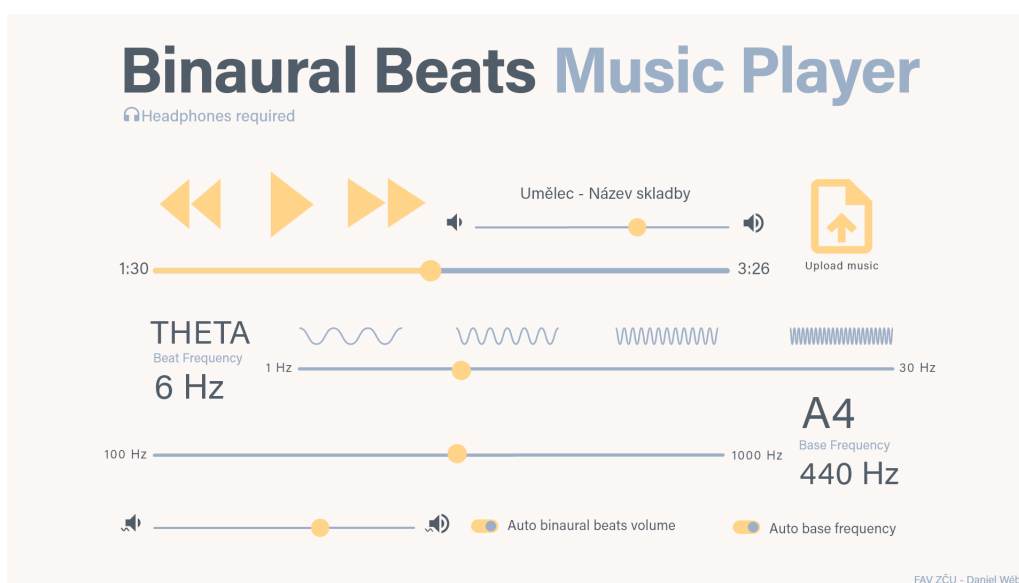 Binaural Beats Music Player
Headphones required
Umělec - Název skladby
1:30
3:26
Upload music
THETA
Beat Frequency
6 Hz
1 Hz
30 Hz
A4
Base Frequency
440 Hz
100 Hz
1000 Hz
Auto binaural beats volume
Auto base frequency
FAV ZČU - Daniel